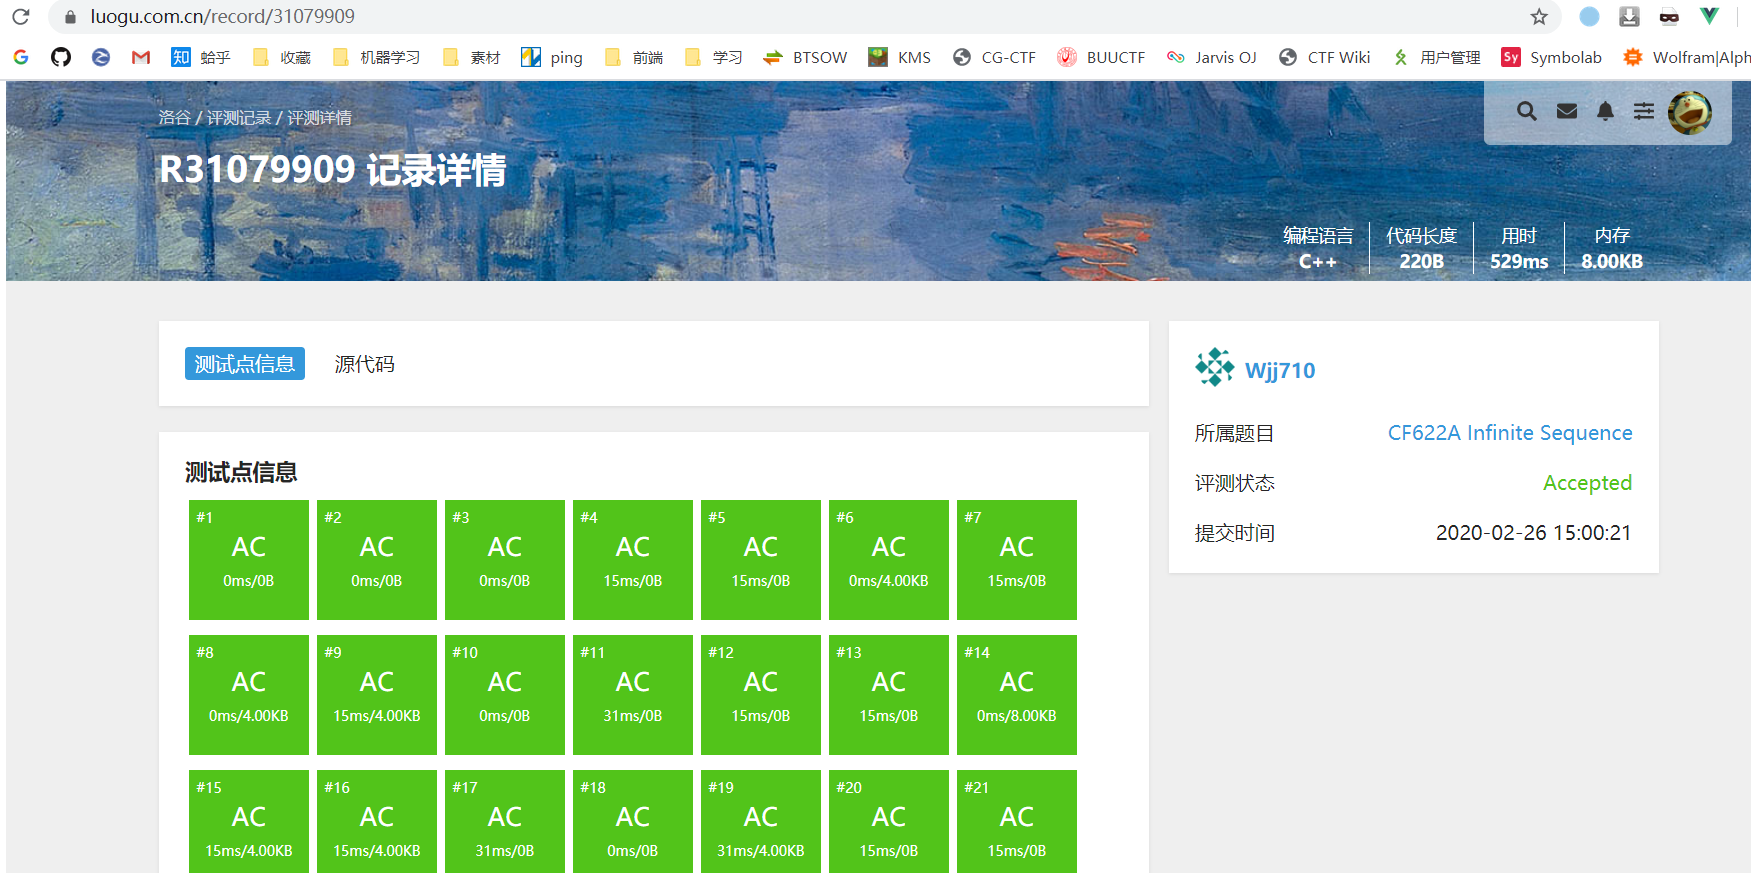 luogu.com.cn/record/31079909
知 蛤乎 收藏 机器学习 素材 ping 前端 学习 BTSOW KMS CG-CTF BUUCTF Jarvis OJ CTF Wiki 用户管理 Sy Symbolab Wolfram|Alph
洛谷 / 评测记录 / 评测详情
R31079909 记录详情
编程语言 代码长度 用时 内存
C++ 220B 529ms 8.00KB
测试点信息 源代码
Wjj710
所属题目 CF622A Infinite Sequence
评测状态 Accepted
提交时间 2020-02-26 15:00:21
测试点信息
#1 #2 #3 #4 #5 #6 #7
AC AC AC AC AC AC AC
0ms/0B 0ms/0B 0ms/0B 15ms/0B 15ms/0B 0ms/4.00KB 15ms/0B
#8 #9 #10 #11 #12 #13 #14
AC AC AC AC AC AC AC
0ms/4.00KB 15ms/4.00KB 0ms/0B 31ms/0B 15ms/0B 15ms/0B 0ms/8.00KB
#15 #16 #17 #18 #19 #20 #21
AC AC AC AC AC AC AC
15ms/4.00KB 15ms/4.00KB 31ms/0B 0ms/0B 31ms/4.00KB 15ms/0B 15ms/0B